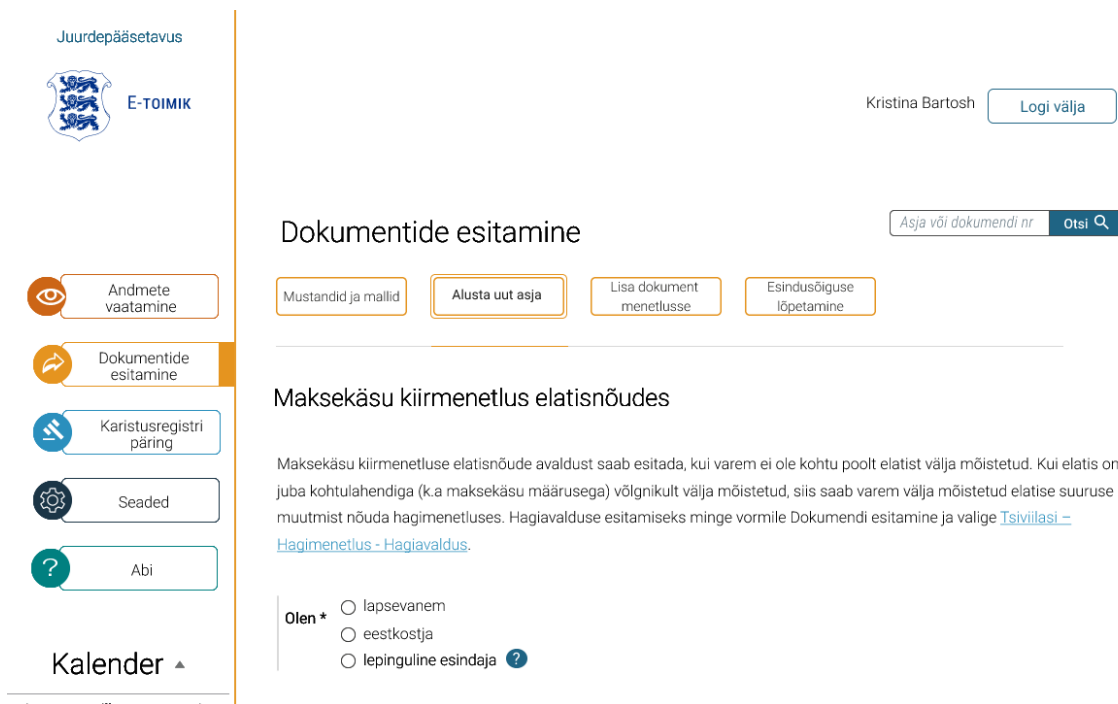 Juurdepääsetavus
E-TOIMIK
Kristina Bartosh
Logi välja
Dokumentide esitamine
Asja või dokumendi nr
Otsi
Mustandid ja mallid
Alusta uut asja
Lisa dokument
menetlusse
Esindusõiguse
lõpetamine
Andmete
vaatamine
Dokumentide
esitamine
Karistusregistri
päring
Seaded
Abi
Kalender
Maksekäsu kiirmenetlus elatisnõudes
Maksekäsu kiirmenetluse elatisnõude avaldust saab esitada, kui varem ei ole kohtu poolt elatist välja mõistetud. Kui elatis on
juba kohtulahendiga (k.a maksekäsu määrusega) võlgnikult välja mõistetud, siis saab varem välja mõistetud elatise suuruse
muutmist nõuda hagimenetluses. Hagiavalduse esitamiseks minge vormile Dokumendi esitamine ja valige Tsiviilasi –
Hagimenetlus - Hagiavaldus.
Olen *
lapsevanem
eestkostja
lepinguline esindaja ?